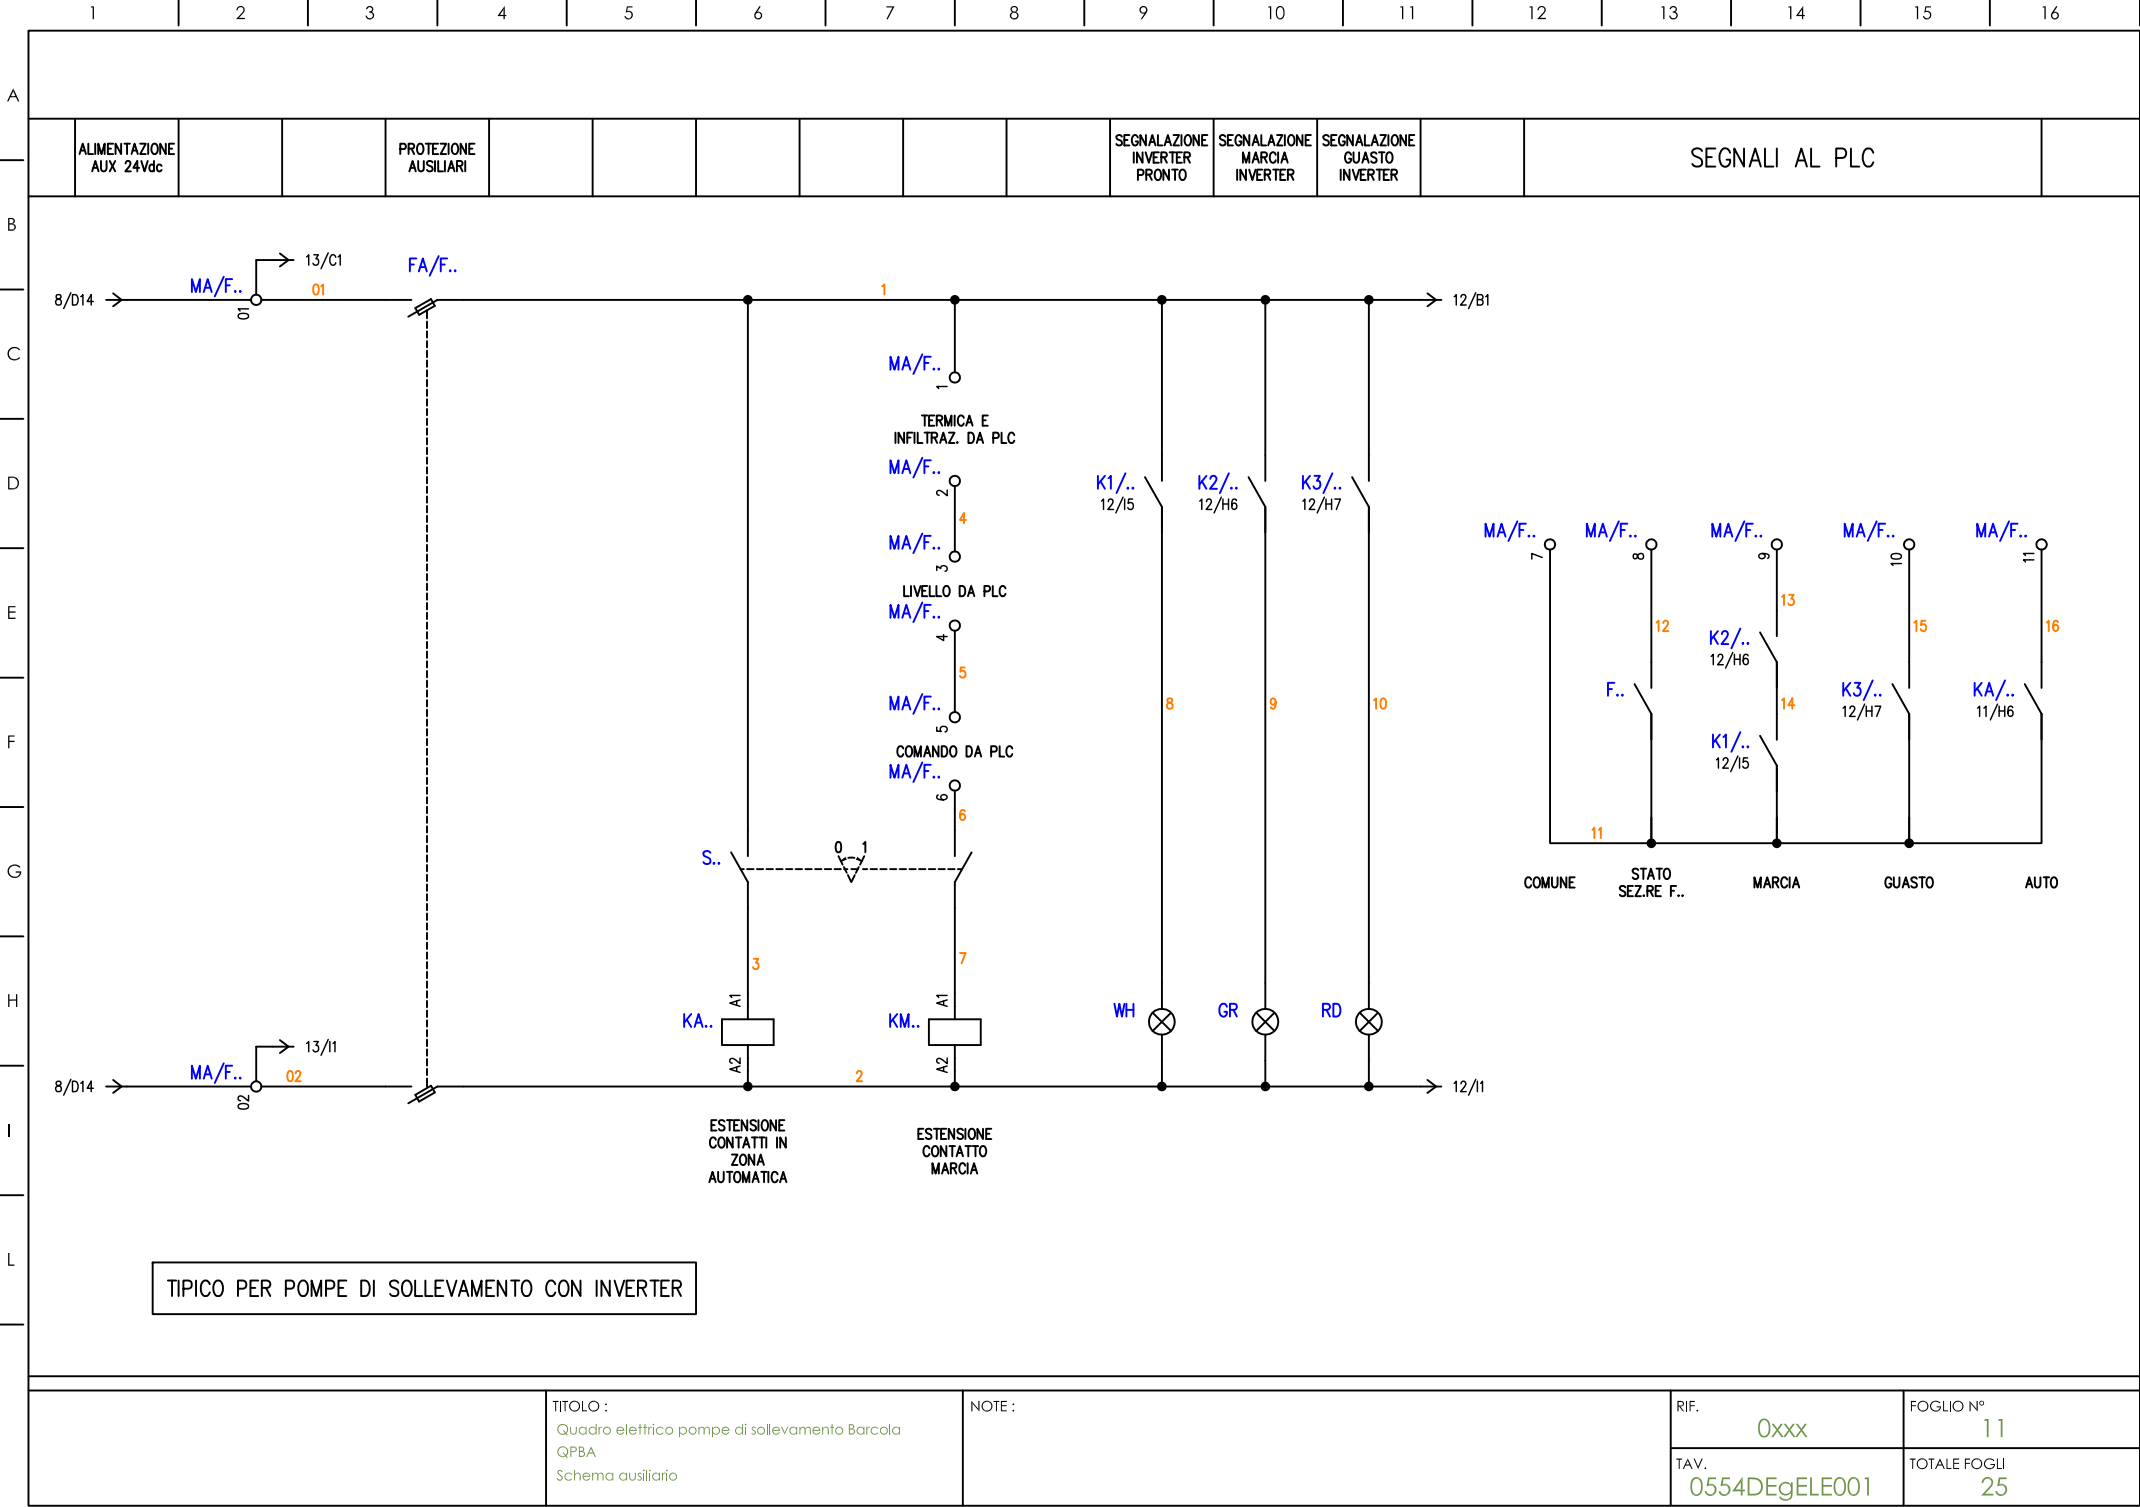 1 2 3 4 5 6 7 8 9 10 11 12 13 14 15 16
A
ALIMENTAZIONE
AUX 24Vdc
PROTEZIONE
AUSILIARI
SEGNALAZIONE
INVERTER
PRONTO
SEGNALAZIONE
MARCIA
INVERTER
SEGNALAZIONE
GUASTO
INVERTER
SEGNALI AL PLC
B
13/C1
FA/F..
MA/F..
01
1
8/D14
01
12/B1
C
MA/F..
1
TERMICA E
INFILTRAZ. DA PLC
MA/F..
2
D
K1/..
12/I5
K2/..
12/H6
K3/..
12/H7
4
MA/F..
3
MA/F..
7
MA/F..
8
MA/F..
9
MA/F..
10
MA/F..
11
LIVELLO DA PLC
E
MA/F..
4
12
13
15
16
K2/..
12/H6
5
F..
K3/..
12/H7
KA/..
11/H6
MA/F..
5
8
9
10
14
F
K1/..
12/I5
COMANDO DA PLC
MA/F..
6
6
11
0 1
S..
G
COMUNE
STATO
SEZ.RE F..
MARCIA
GUASTO
AUTO
3
7
H
A1
A1
KA..
KM..
WH
GR
RD
A2
A2
13/I1
MA/F..
02
2
8/D14
02
12/I1
I
ESTENSIONE
CONTATTI IN
ZONA
AUTOMATICA
ESTENSIONE
CONTATTO
MARCIA
L
TIPICO PER POMPE DI SOLLEVAMENTO CON INVERTER
TITOLO :
Quadro elettrico pompe di sollevamento Barcola
QPBA
Schema ausiliario
NOTE :
RIF.
0xxx
FOGLIO N°
11
TAV.
0554DEgELE001
TOTALE FOGLI
25